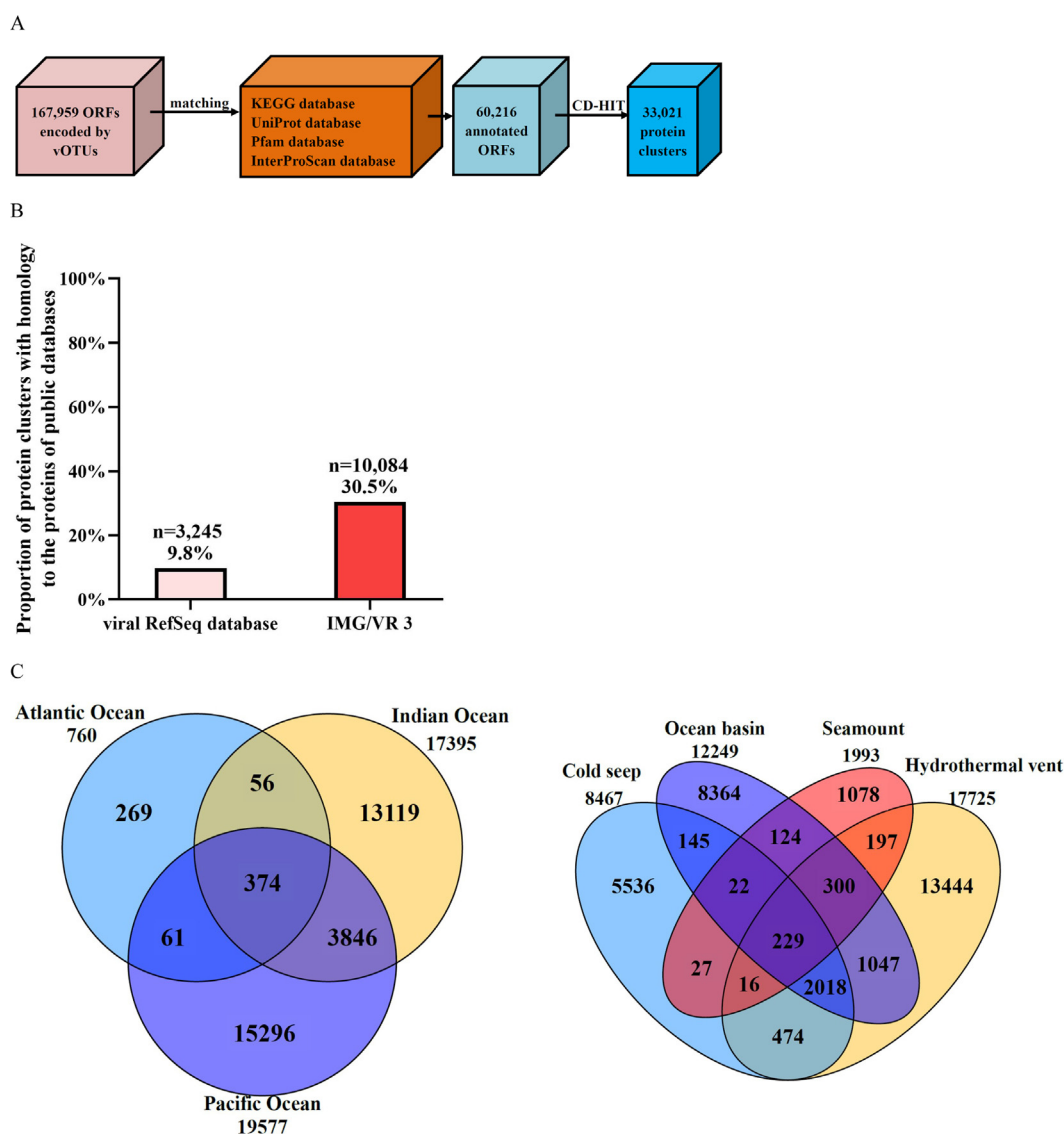 A
167,959 ORFs
encoded by
vOTUs
matching
KEGG database
UniProt database
Pfam database
InterProScan database
60,216
annotated
ORFs
CD-HIT
33,021
protein
clusters
B
Proportion of protein clusters with homology
to the proteins of public databases
100%
80%
60%
40%
20%
0%
n=3,245
9.8%
n=10,084
30.5%
viral RefSeq database
IMG/VR 3
C
Atlantic Ocean
760
Indian Ocean
17395
56
269
13119
374
61
3846
15296
Pacific Ocean
19577
Ocean basin
12249
Seamount
1993
Cold seep
8467
Hydrothermal vent
17725
8364
1078
145
124
197
5536
22
300
13444
229
27
16
2018
1047
474